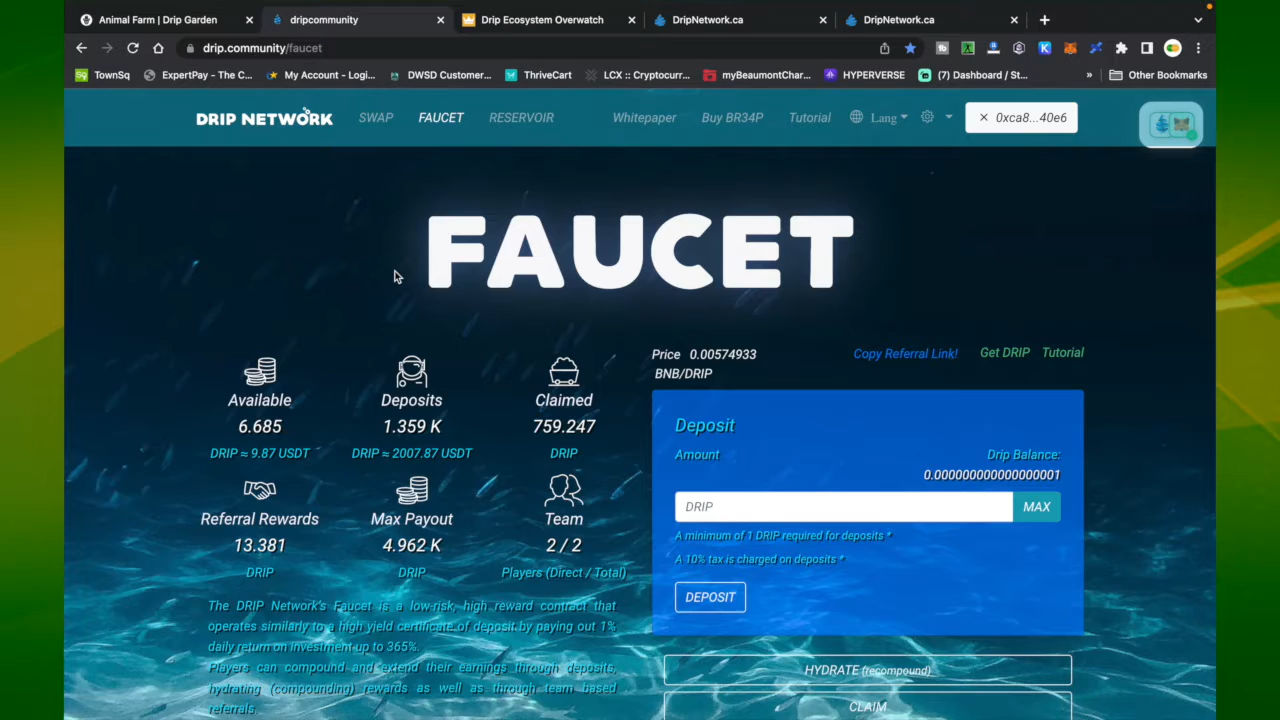 Animal Farm | Drip Garden
dripcommunity
Drip Ecosystem Overwatch
DripNetwork.ca
DripNetwork.ca
drip.community/faucet
TownSq
ExpertPay - The C...
My Account - Logi...
DWSD Customer...
ThriveCart
LCX :: Cryptocurr...
myBeaumontChar...
HYPERVERSE
(7) Dashboard / St...
Other Bookmarks
DRIP NETWORK
SWAP
FAUCET
RESERVOIR
Whitepaper
Buy BR34P
Tutorial
Lang
0xca8...40e6
FAUCET
Available
6.685
DRIP ≈ 9.87 USDT
Deposits
1.359 K
DRIP ≈ 2007.87 USDT
Claimed
759.247
DRIP
Referral Rewards
13.381
DRIP
Max Payout
4.962 K
DRIP
Team
2 / 2
Players (Direct / Total)
The DRIP Network's Faucet is a low-risk, high reward contract that
operates similarly to a high yield certificate of deposit by paying out 1%
daily return on investment up to 365%.
Players can compound and extend their earnings through deposits,
hydrating (compounding) rewards as well as through team based
referrals.
Price 0.00574933
BNB/DRIP
Copy Referral Link!
Get DRIP
Tutorial
Deposit
Amount
Drip Balance:
0.000000000000000001
DRIP
MAX
A minimum of 1 DRIP required for deposits *
A 10% tax is charged on deposits *
DEPOSIT
HYDRATE (recompound)
CLAIM